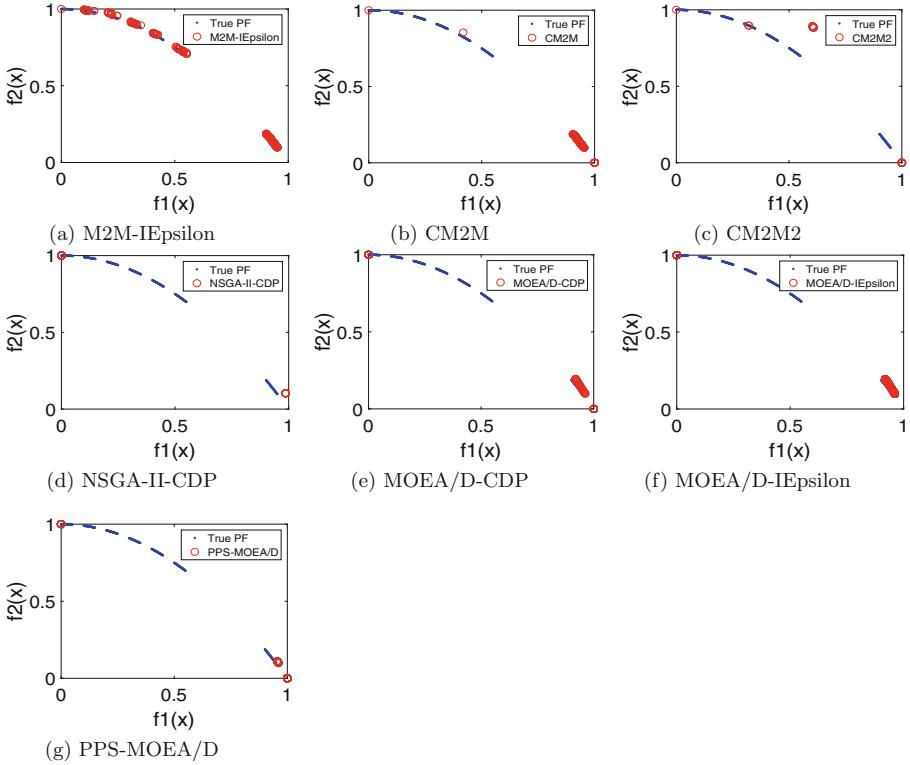 1
0.5
0
f2(x)
0 0.5 1
f1(x)
True PF
M2M-IEpsilon
(a) M2M-IEpsilon
1
0.5
0
f2(x)
0 0.5 1
f1(x)
True PF
CM2M
(b) CM2M
1
0.5
0
f2(x)
0 0.5 1
f1(x)
True PF
CM2M2
(c) CM2M2
1
0.5
0
f2(x)
0 0.5 1
f1(x)
True PF
NSGA-II-CDP
(d) NSGA-II-CDP
1
0.5
0
f2(x)
0 0.5 1
f1(x)
True PF
MOEA/D-CDP
(e) MOEA/D-CDP
1
0.5
0
f2(x)
0 0.5 1
f1(x)
True PF
MOEA/D-IEpsilon
(f) MOEA/D-IEpsilon
1
0.5
0
f2(x)
0 0.5 1
f1(x)
True PF
PPS-MOEA/D
(g) PPS-MOEA/D